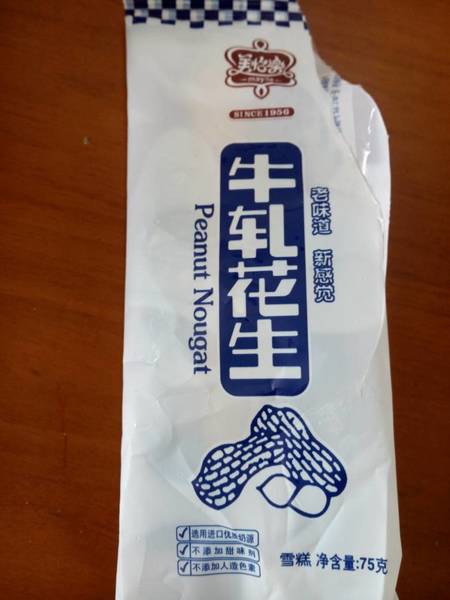 美怡乐
SINCE1956
牛轧花生
Peanut Nougat
老味道 新感觉
选用进口优质奶源
不添加甜味剂
不添加人造色素
雪糕 净含量:75克